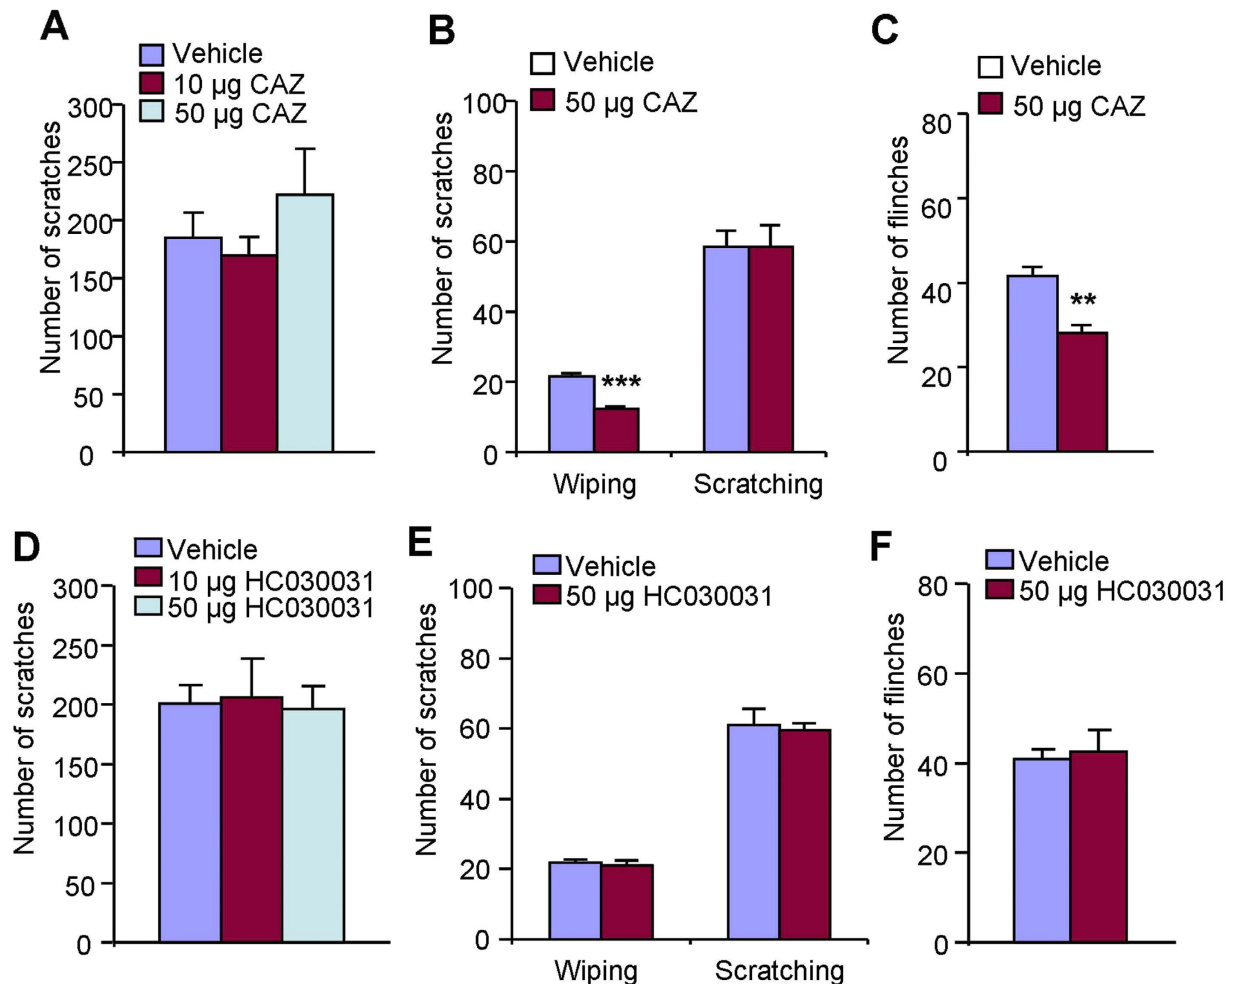 A
Vehicle
10 µg CAZ
50 µg CAZ
Number of scratches
300
250
200
150
100
50
0
B
Vehicle
50 µg CAZ
Number of scratches
100
80
60
40
20
0
***
Wiping
Scratching
C
Vehicle
50 µg CAZ
Number of flinches
80
60
40
20
0
**
D
Vehicle
10 µg HC030031
50 µg HC030031
Number of scratches
300
250
200
150
100
50
0
E
Vehicle
50 µg HC030031
Number of scratches
100
80
60
40
20
0
Wiping
Scratching
F
Vehicle
50 µg HC030031
Number of flinches
80
60
40
20
0